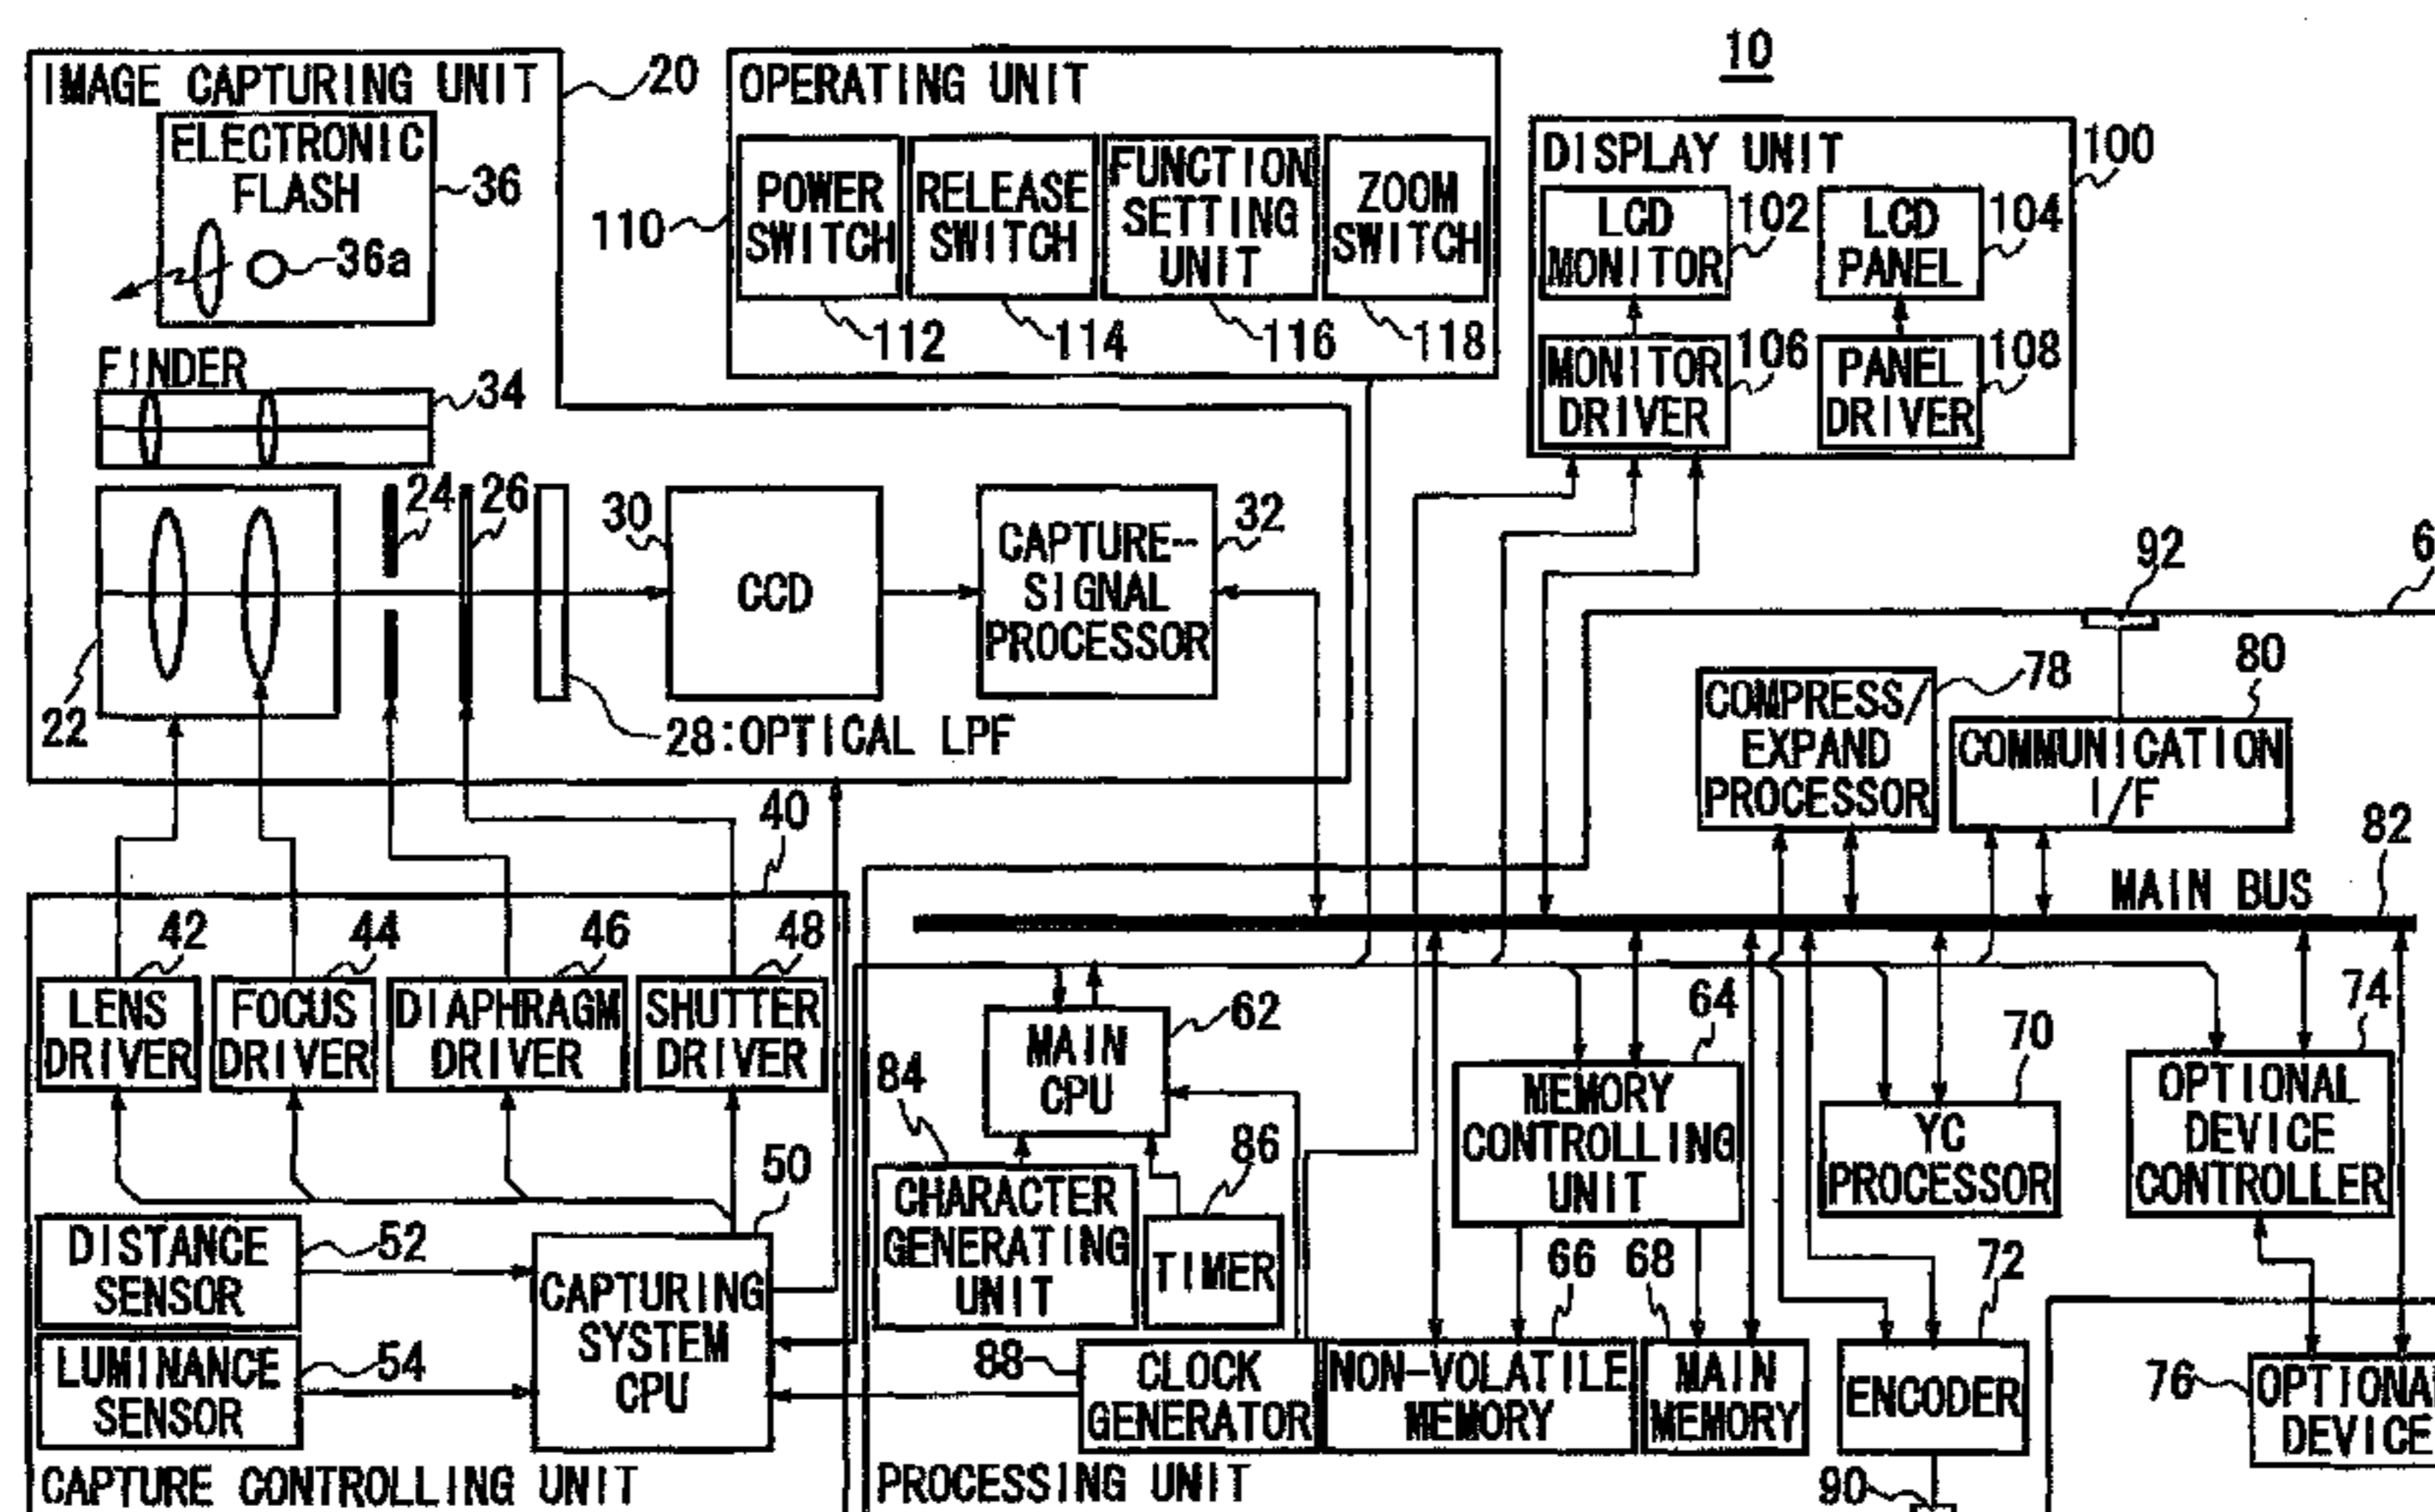 10
IMAGE CAPTURING UNIT
20
ELECTRONIC
FLASH
36
36a
FINDER
34
24
26
30
CCD
CAPTURE-
SIGNAL
PROCESSOR
32
22
28:OPTICAL LPF
OPERATING UNIT
110
POWER
SWITCH
112
RELEASE
SWITCH
114
FUNCTION
SETTING
UNIT
116
ZOOM
SWITCH
118
DISPLAY UNIT
100
LCD
MONITOR
102
LCD
PANEL
104
MONITOR
DRIVER
106
PANEL
DRIVER
108
92
6
COMPRESS/
EXPAND
PROCESSOR
78
COMMUNICATION
I/F
80
MAIN BUS
82
40
LENS
DRIVER
42
FOCUS
DRIVER
44
DIAPHRAGM
DRIVER
46
SHUTTER
DRIVER
48
DISTANCE
SENSOR
52
LUMINANCE
SENSOR
54
CAPTURING
SYSTEM
CPU
50
CAPTURE CONTROLLING UNIT
MAIN
CPU
62
84
CHARACTER
GENERATING
UNIT
86
TIMER
88
CLOCK
GENERATOR
MEMORY
CONTROLLING
UNIT
64
NON-VOLATILE
MEMORY
66
MAIN
MEMORY
68
YC
PROCESSOR
70
ENCODER
72
90
OPTIONAL
DEVICE
CONTROLLER
74
76
OPTIONA
DEVICE
PROCESSING UNIT